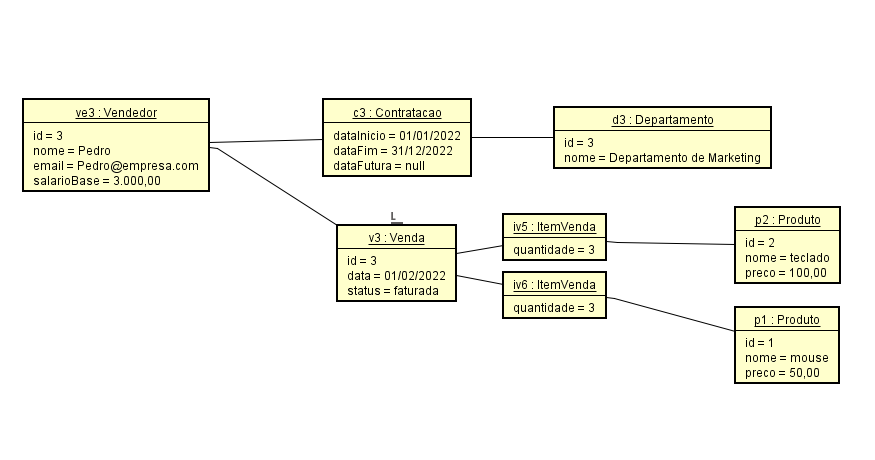 ve3 : Vendedor
id = 3
nome = Pedro
email = Pedro@empresa.com
salarioBase = 3.000,00
c3 : Contratacao
dataInicio = 01/01/2022
dataFim = 31/12/2022
dataFutura = null
d3 : Departamento
id = 3
nome = Departamento de Marketing
L
v3 : Venda
id = 3
data = 01/02/2022
status = faturada
iv5 : ItemVenda
quantidade = 3
iv6 : ItemVenda
quantidade = 3
p2 : Produto
id = 2
nome = teclado
preco = 100,00
p1 : Produto
id = 1
nome = mouse
preco = 50,00